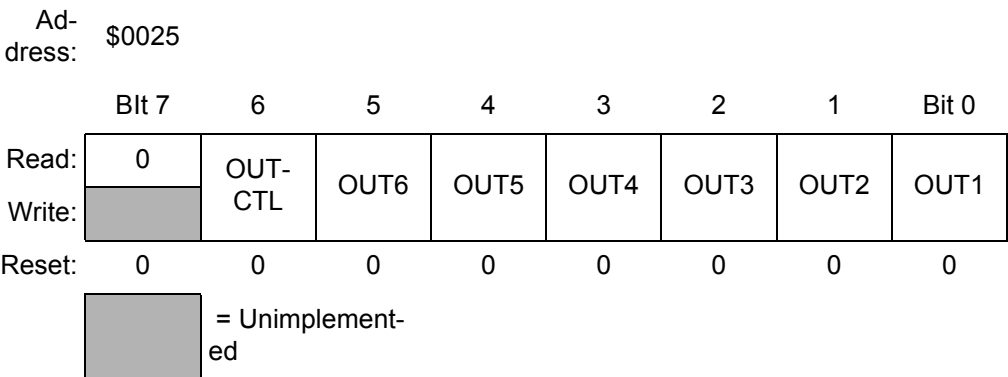 Ad-
dress: $0025
BIt 7 6 5 4 3 2 1 Bit 0
Read: 0 OUT-
CTL OUT6 OUT5 OUT4 OUT3 OUT2 OUT1
Write:
Reset: 0 0 0 0 0 0 0 0
= Unimplement-
ed